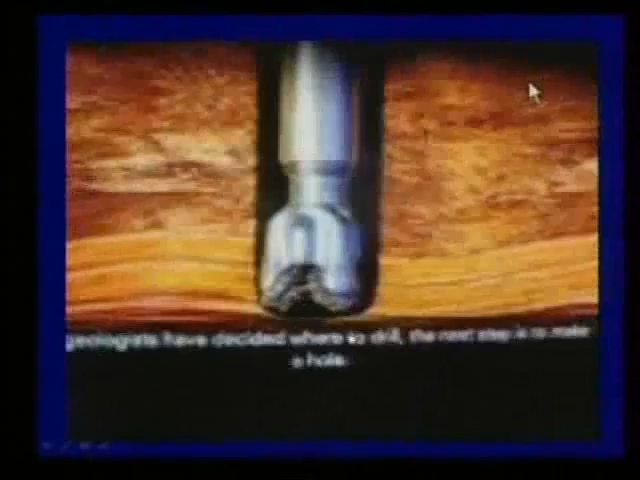 geologists have decided where to drill, the next step is to make
a hole.